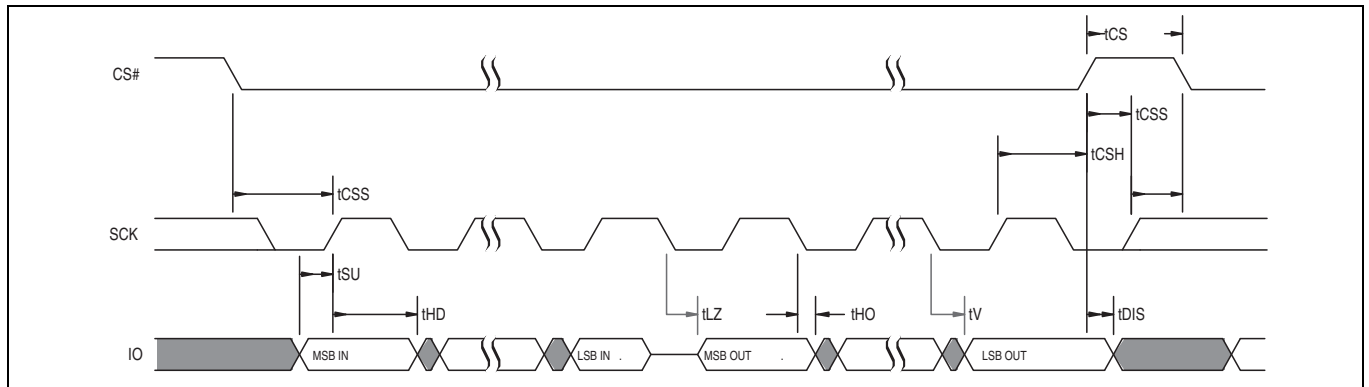 tCS
CS#
tCSS
tCSH
tCSS
SCK
tSU
tHD
tLZ
tHO
tV
tDIS
IO
MSB IN
LSB IN .
MSB OUT .
LSB OUT